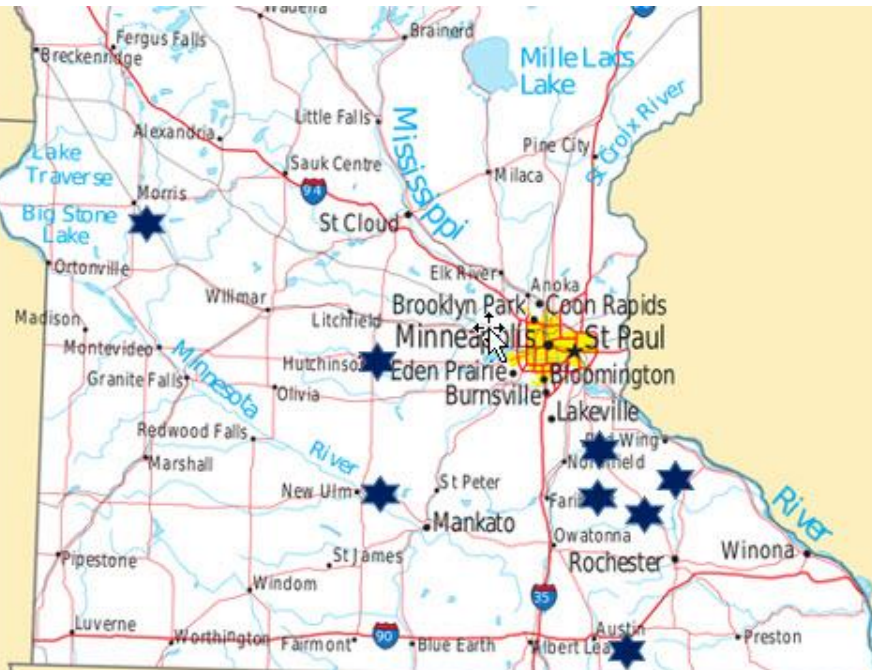 Brainerd
Fergus Falls
Breckenridge
Mille Lacs
Lake
Little Falls
Mississippi
St Croix River
Alexandria
Pine City
Lake
Traverse
Sauk Centre
Milaca
94
Morris
Big Stone
Lake
St Cloud
Ortonville
Elk River
Anoka
Willmar
Brooklyn Park
Coon Rapids
Madison
Litchfield
Minneapolis
St Paul
Montevideo
Minnesota
Hutchinso
Eden Prairie
Bloomington
Granite Falls
Olivia
Burnsville
Lakeville
Redwood Falls
Wing
River
Marshall
field
New Ulm
St Peter
Fari
River
Mankato
Owatonna
Winona
Pipestone
St James
Rochester
Windom
35
Luverne
Austin
Worthington
Fairmont
90
Blue Earth
Albert Lea
Preston